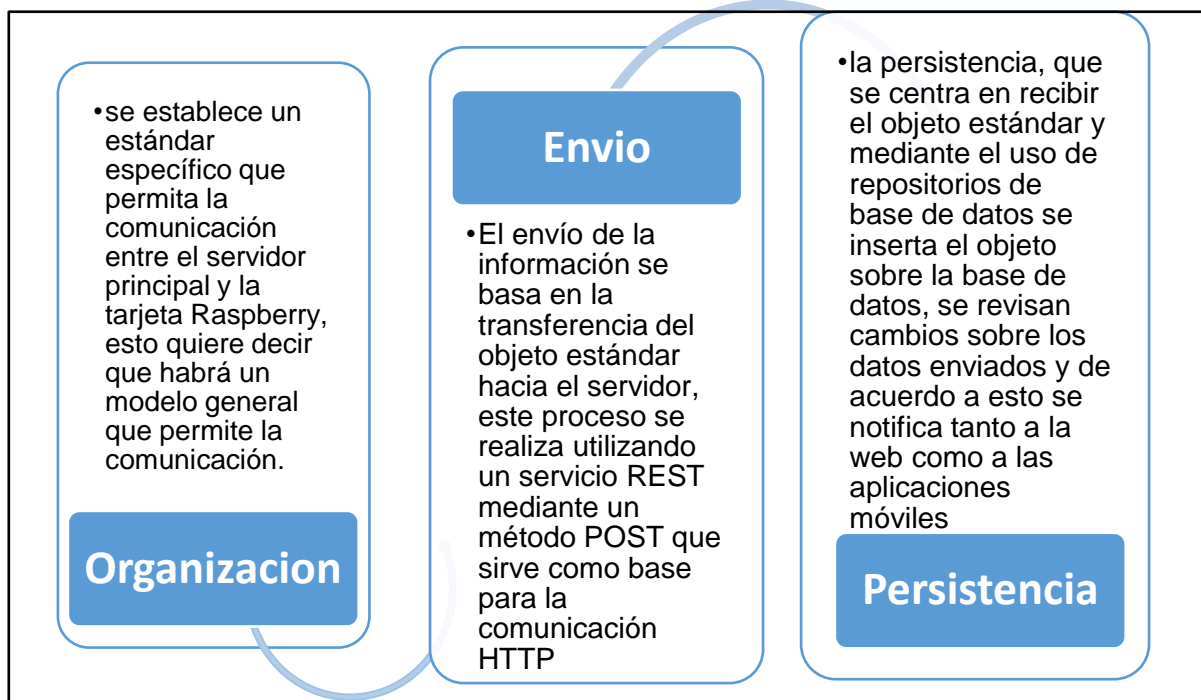 •se establece un
estándar
específico que
permita la
comunicación
entre el servidor
principal y la
tarjeta Raspberry,
esto quiere decir
que habrá un
modelo general
que permite la
comunicación.
Organizacion
Envio
•El envío de la
información se
basa en la
transferencia del
objeto estándar
hacia el servidor,
este proceso se
realiza utilizando
un servicio REST
mediante un
método POST que
sirve como base
para la
comunicación
HTTP
•la persistencia, que
se centra en recibir
el objeto estándar y
mediante el uso de
repositorios de
base de datos se
inserta el objeto
sobre la base de
datos, se revisan
cambios sobre los
datos enviados y de
acuerdo a esto se
notifica tanto a la
web como a las
aplicaciones
móviles
Persistencia